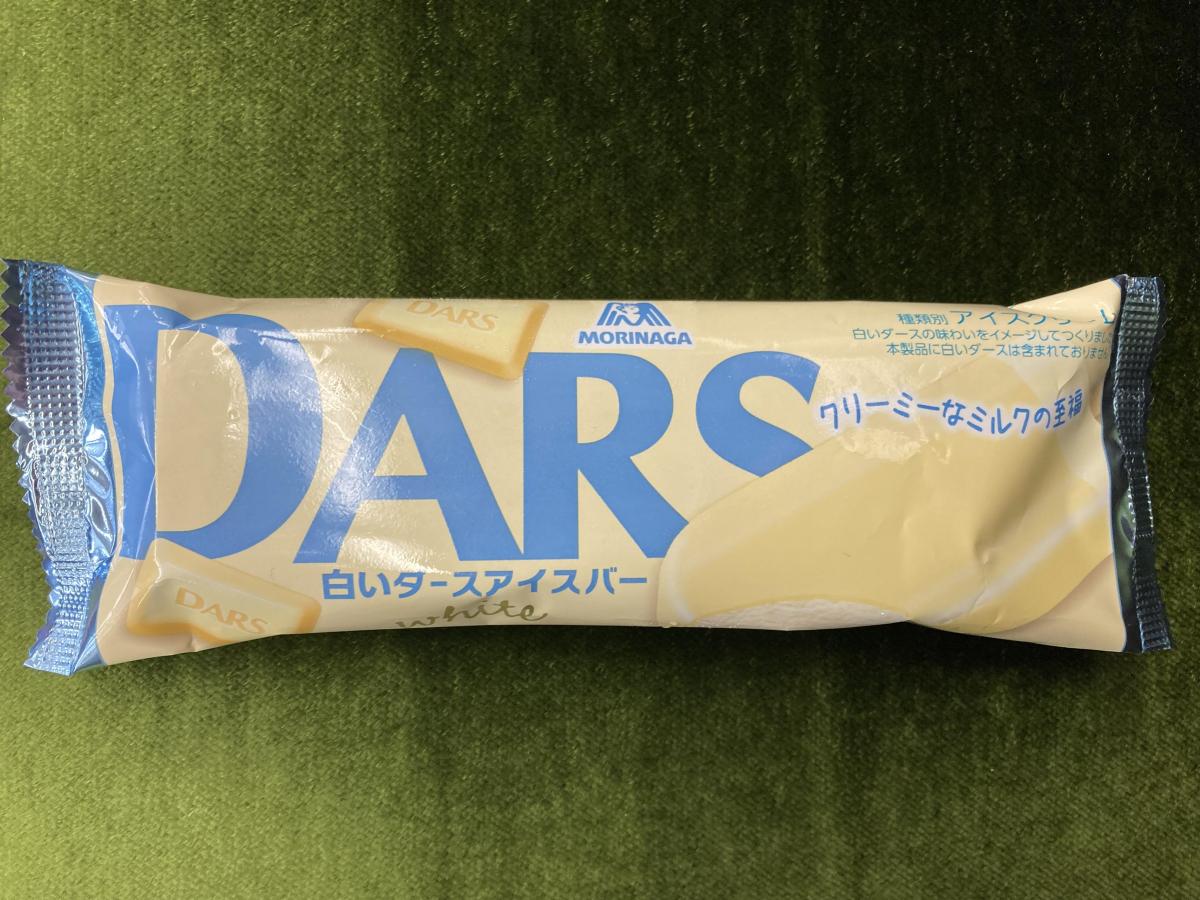 DARS
MORINAGA
種類別 アイスクリーム
白いダースの味わいをイメージしてつくりました
本製品に白いダースは含まれておりません
DARS
クリーミーなミルクの至福
白いダースアイスバー
white
DARS